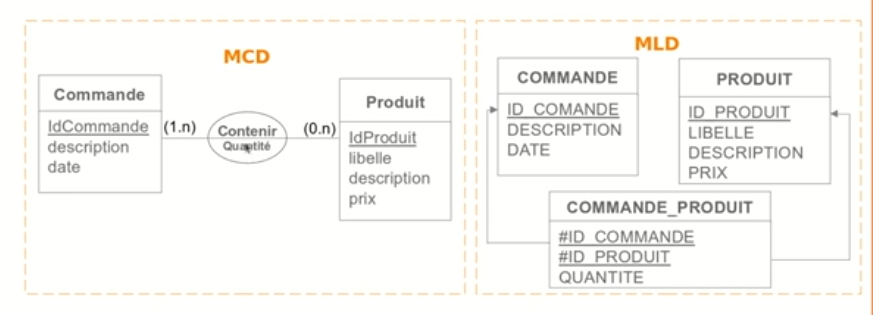 MCD
Commande
IdCommande
description
date
(1.n)
Contenir
Quantité
(0.n)
Produit
IdProduit
libelle
description
prix
MLD
COMMANDE
ID_COMANDE
DESCRIPTION
DATE
PRODUIT
ID_PRODUIT
LIBELLE
DESCRIPTION
PRIX
COMMANDE_PRODUIT
#ID_COMMANDE
#ID_PRODUIT
QUANTITE